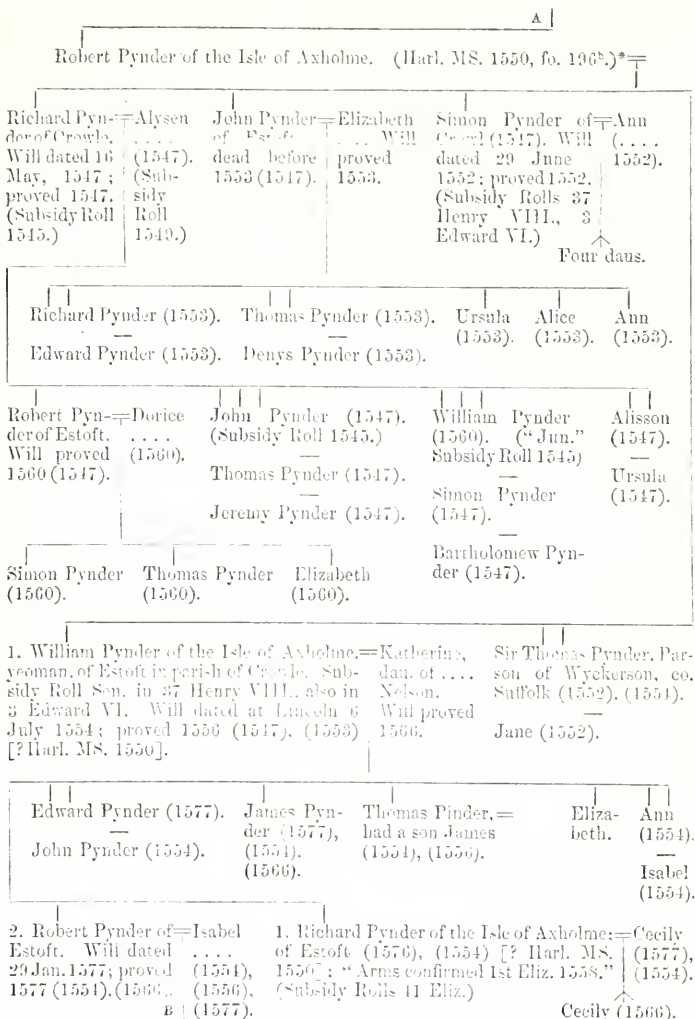 A
Robert Pynder of the Isle of Axholme. (Harl. MS. 1550, fo. 196ᵇ.)*
Richard Pyn-
der of Crowle.
Will dated 16
May, 1547;
proved 1547.
(Subsidy Roll
1545.)
Alysen
. . . .
(1547).
(Sub-
sidy
Roll
1549.)
John Pynder
of
dead before
1553 (1547).
Elizabeth
. . . . Will
proved
1553.
Simon Pynder of
(1547). Will
dated 29 June
1552; proved 1552.
(Subsidy Rolls 37
Henry VIII., 3
Edward VI.)
Ann
(. . . .
1552).
Four daus.
Richard Pynder (1553).
—
Edward Pynder (1553).
Thomas Pynder (1553).
—
Denys Pynder (1553).
Ursula
(1553).
Alice
(1553).
Ann
(1553).
Robert Pyn-
der of Estoft.
Will proved
1560 (1547).
Dorice
. . . .
(1560).
John Pynder (1547).
(Subsidy Roll 1545.)
—
Thomas Pynder (1547).
—
Jeremy Pynder (1547).
William Pynder
(1560). ("Jun."
Subsidy Roll 1545)
—
Simon Pynder
(1547).
—
Bartholomew Pyn-
der (1547).
Alisson
(1547).
—
Ursula
(1547).
Simon Pynder
(1560).
Thomas Pynder
(1560).
Elizabeth
(1560).
1. William Pynder of the Isle of Axholme,
yeoman, of Estoft in parish of Crowle. Sub-
sidy Roll Sen. in 37 Henry VIII., also in
3 Edward VI. Will dated at Lincoln 6
July 1554; proved 1556 (1547), (1553)
[? Harl. MS. 1550].
Katherine,
dau. of . . . .
Nelson.
Will proved
1566.
Sir Thomas Pynder, Par-
son of Wyckerson, co.
Suffolk (1552), (1554).
—
Jane (1552).
Edward Pynder (1577).
—
John Pynder (1554).
James Pyn-
der (1577),
(1554),
(1566).
Thomas Pinder, =
had a son James
(1554), (1556).
Eliza-
beth.
Ann
(1554).
—
Isabel
(1554).
2. Robert Pynder of
Estoft. Will dated
29 Jan. 1577; proved
1577 (1554), (1566),
B
Isabel
. . . .
(1554),
(1556),
(1577).
1. Richard Pynder of the Isle of Axholme;
of Estoft (1576), (1554) [? Harl. MS.
1550]: "Arms confirmed 1st Eliz. 1558."
(Subsidy Rolls 41 Eliz.)
Cecily
(1577),
(1554).
Cecily (1566).